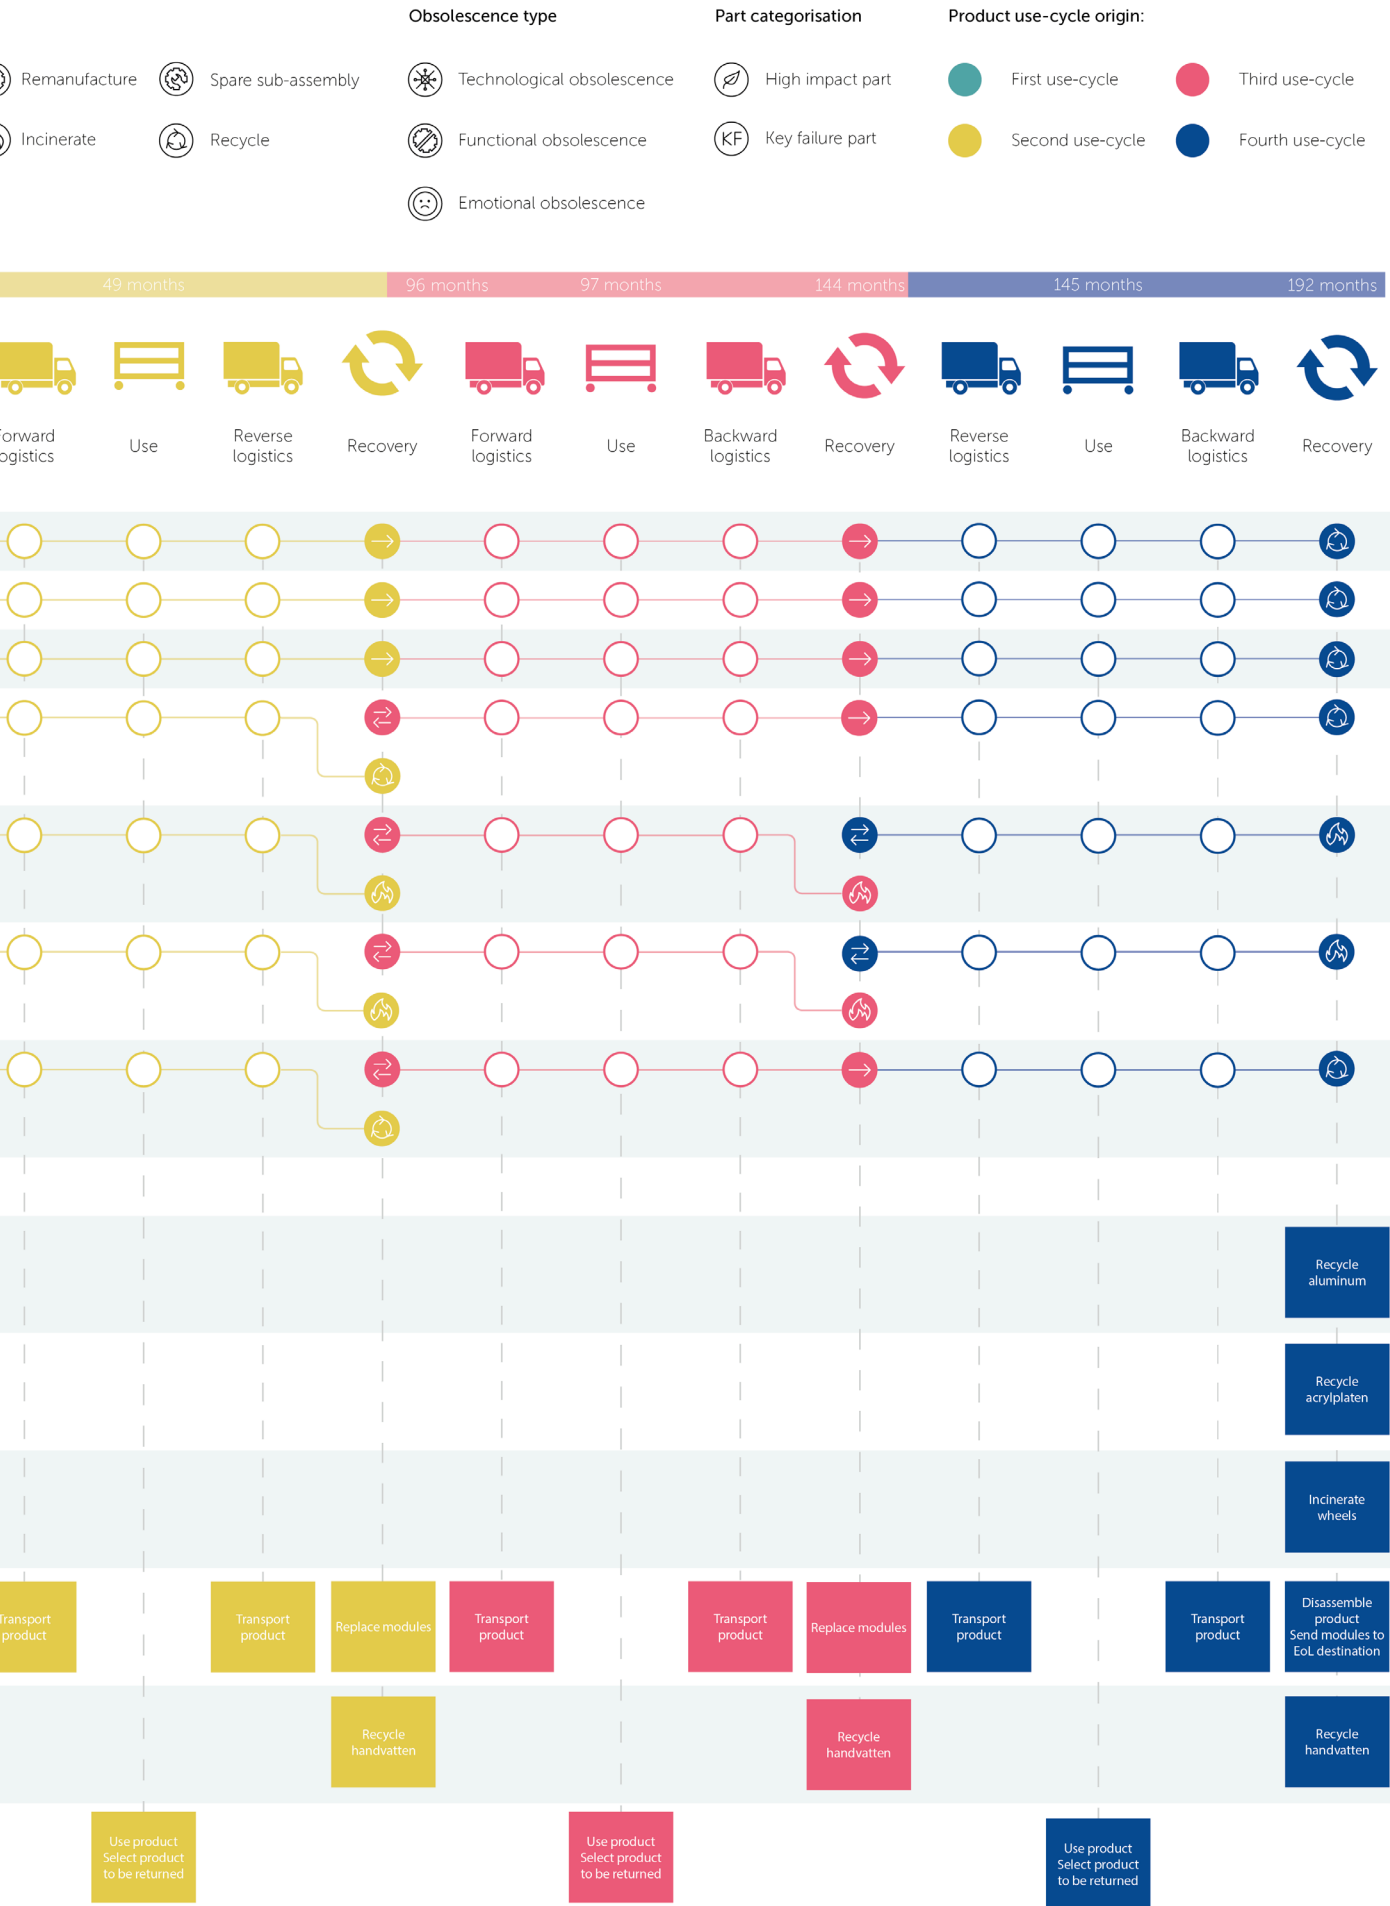 Obsolescence type
Part categorisation
Product use-cycle origin:
Remanufacture
Spare sub-assembly
Technological obsolescence
High impact part
First use-cycle
Third use-cycle
Incinerate
Recycle
Functional obsolescence
KF
Key failure part
Second use-cycle
Fourth use-cycle
Emotional obsolescence
49 months
96 months
97 months
144 months
145 months
192 months
orward
ogistics
Use
Reverse
logistics
Recovery
Forward
logistics
Use
Backward
logistics
Recovery
Reverse
logistics
Use
Backward
logistics
Recovery
Recycle
aluminum
Recycle
acrylplaten
Incinerate
wheels
Transport
product
Transport
product
Replace modules
Transport
product
Transport
product
Replace modules
Transport
product
Transport
product
Disassemble
product
Send modules to
EoL destination
Recycle
handvatten
Recycle
handvatten
Recycle
handvatten
Use product
Select product
to be returned
Use product
Select product
to be returned
Use product
Select product
to be returned